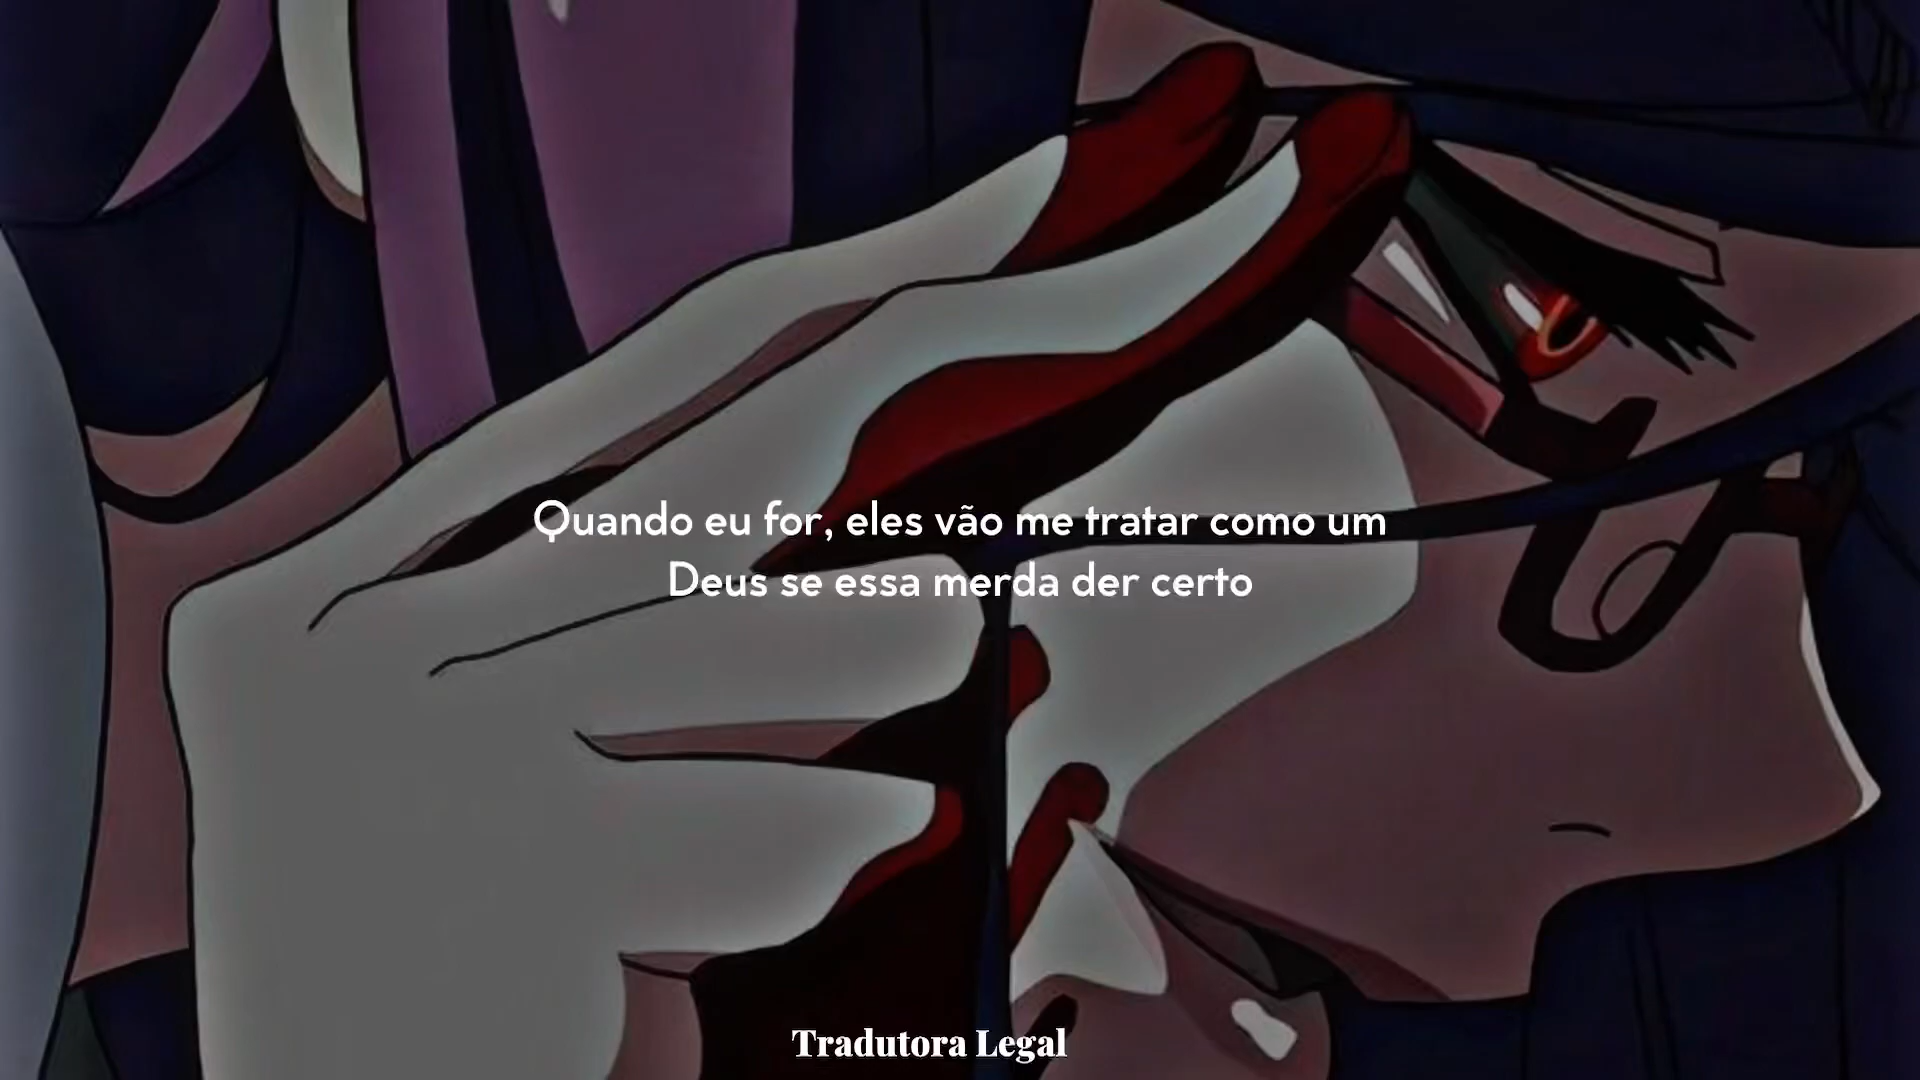 Quando eu for, eles vão me tratar como um
Deus se essa merda der certo
Tradutora Legal